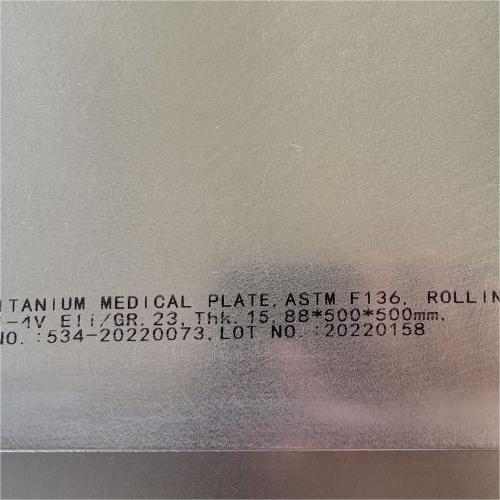 ITANIUM MEDICAL PLATE, ASTM F136, ROLLIN
-4V Eli/GR.23, Thk.15.88*500*500mm,
NO.:534-20220073, LOT NO.:20220158